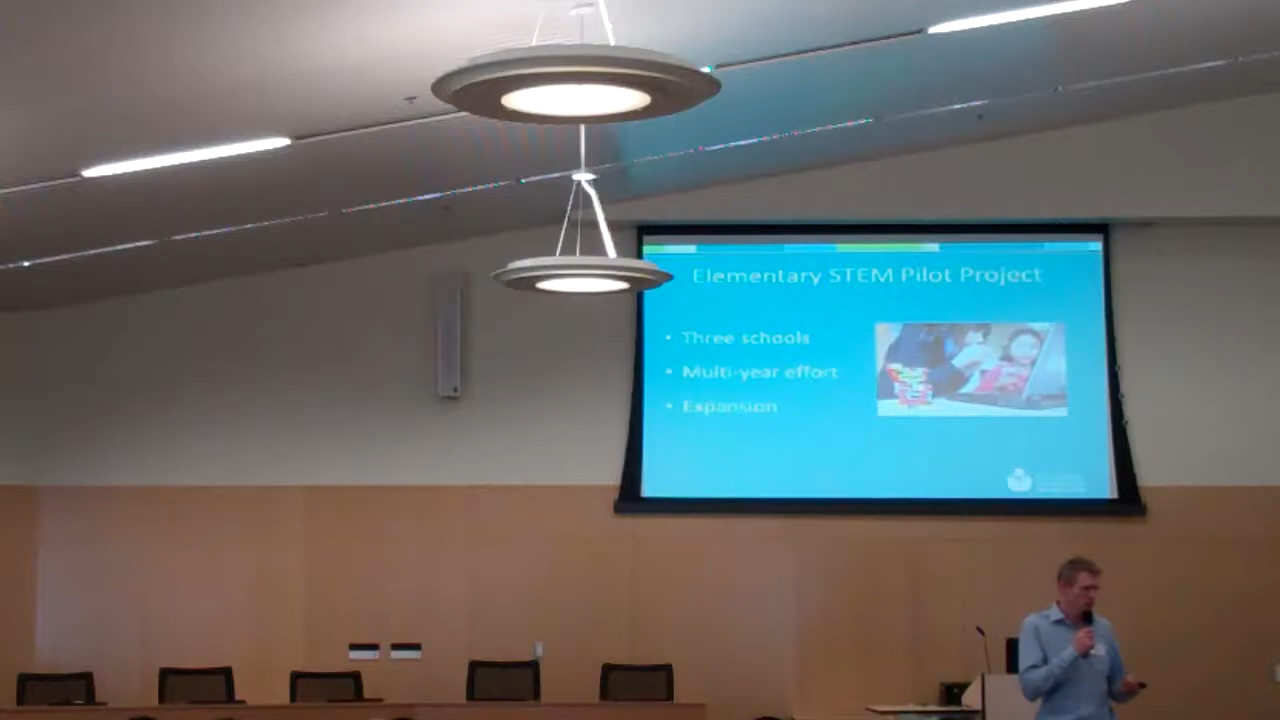 Elementary STEM Pilot Project
• Three schools
• Multi-year effort
• Expansion